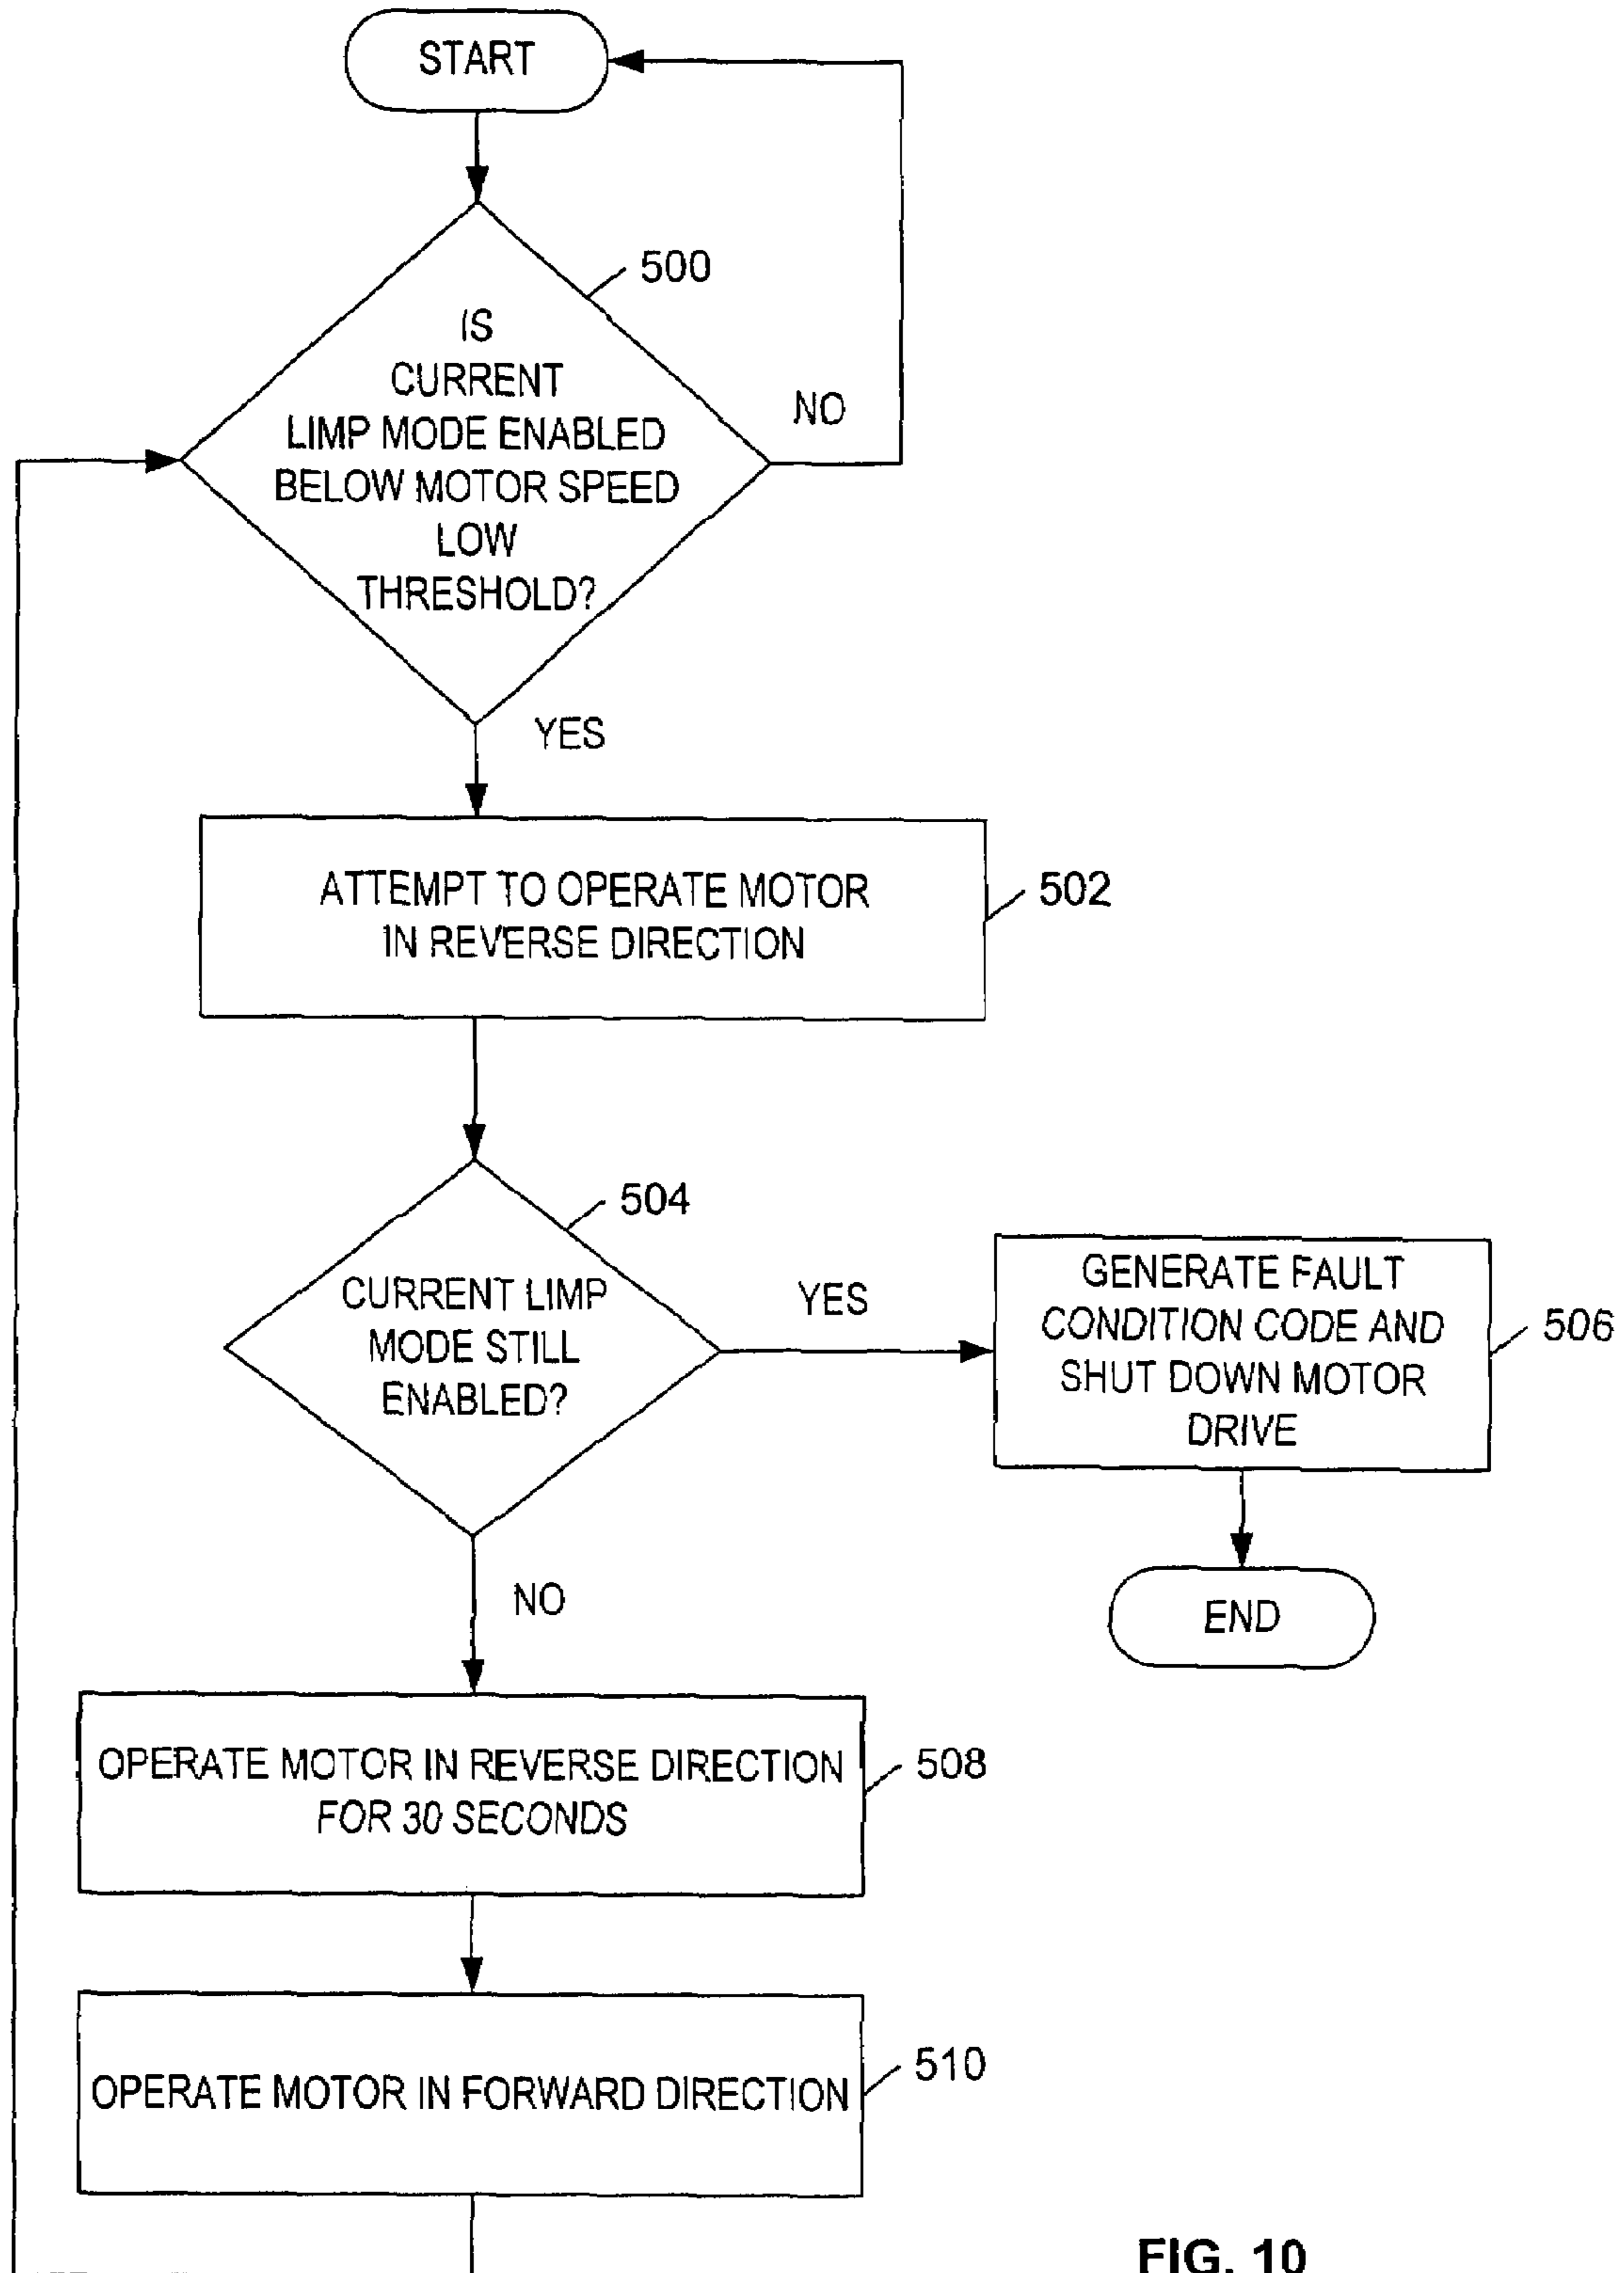 START
500
IS
CURRENT
LIMP MODE ENABLED
BELOW MOTOR SPEED
LOW
THRESHOLD?
NO
YES
ATTEMPT TO OPERATE MOTOR
IN REVERSE DIRECTION
502
504
CURRENT LIMP
MODE STILL
ENABLED?
YES
GENERATE FAULT
CONDITION CODE AND
SHUT DOWN MOTOR
DRIVE
506
END
NO
OPERATE MOTOR IN REVERSE DIRECTION
FOR 30 SECONDS
508
OPERATE MOTOR IN FORWARD DIRECTION
510
FIG. 10